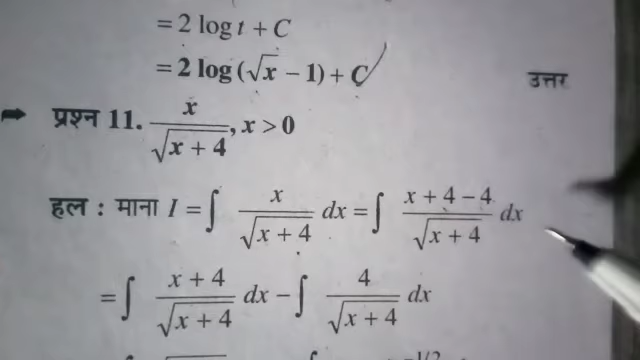 = 2 log t + C
= 2 log (√x − 1) + C
उत्तर
➡ प्रश्न 11. x/√(x + 4), x > 0
हल : माना I = ∫ x/√(x + 4) dx = ∫ (x + 4 − 4)/√(x + 4) dx
= ∫ (x + 4)/√(x + 4) dx − ∫ 4/√(x + 4) dx